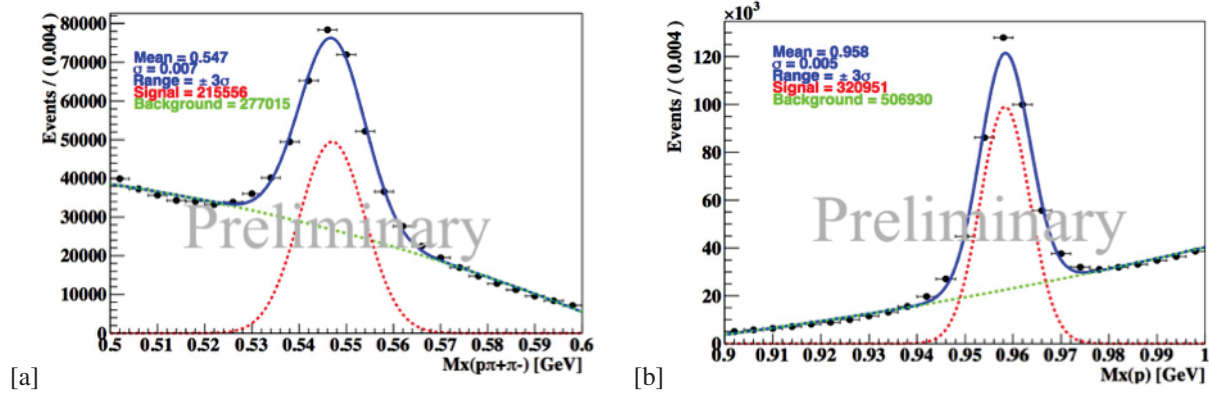 Events / ( 0.004 )
80000
70000
60000
50000
40000
30000
20000
10000
0
Mean = 0.547
σ = 0.007
Range = ± 3σ
Signal = 215556
Background = 277015
Preliminary
0.5 0.51 0.52 0.53 0.54 0.55 0.56 0.57 0.58 0.59 0.6
Mx(pπ+π-) [GeV]
[a]
×10³
Events / ( 0.004 )
120
100
80
60
40
20
0
Mean = 0.958
σ = 0.005
Range = ± 3σ
Signal = 320951
Background = 506930
Preliminary
0.9 0.91 0.92 0.93 0.94 0.95 0.96 0.97 0.98 0.99 1
Mx(p) [GeV]
[b]